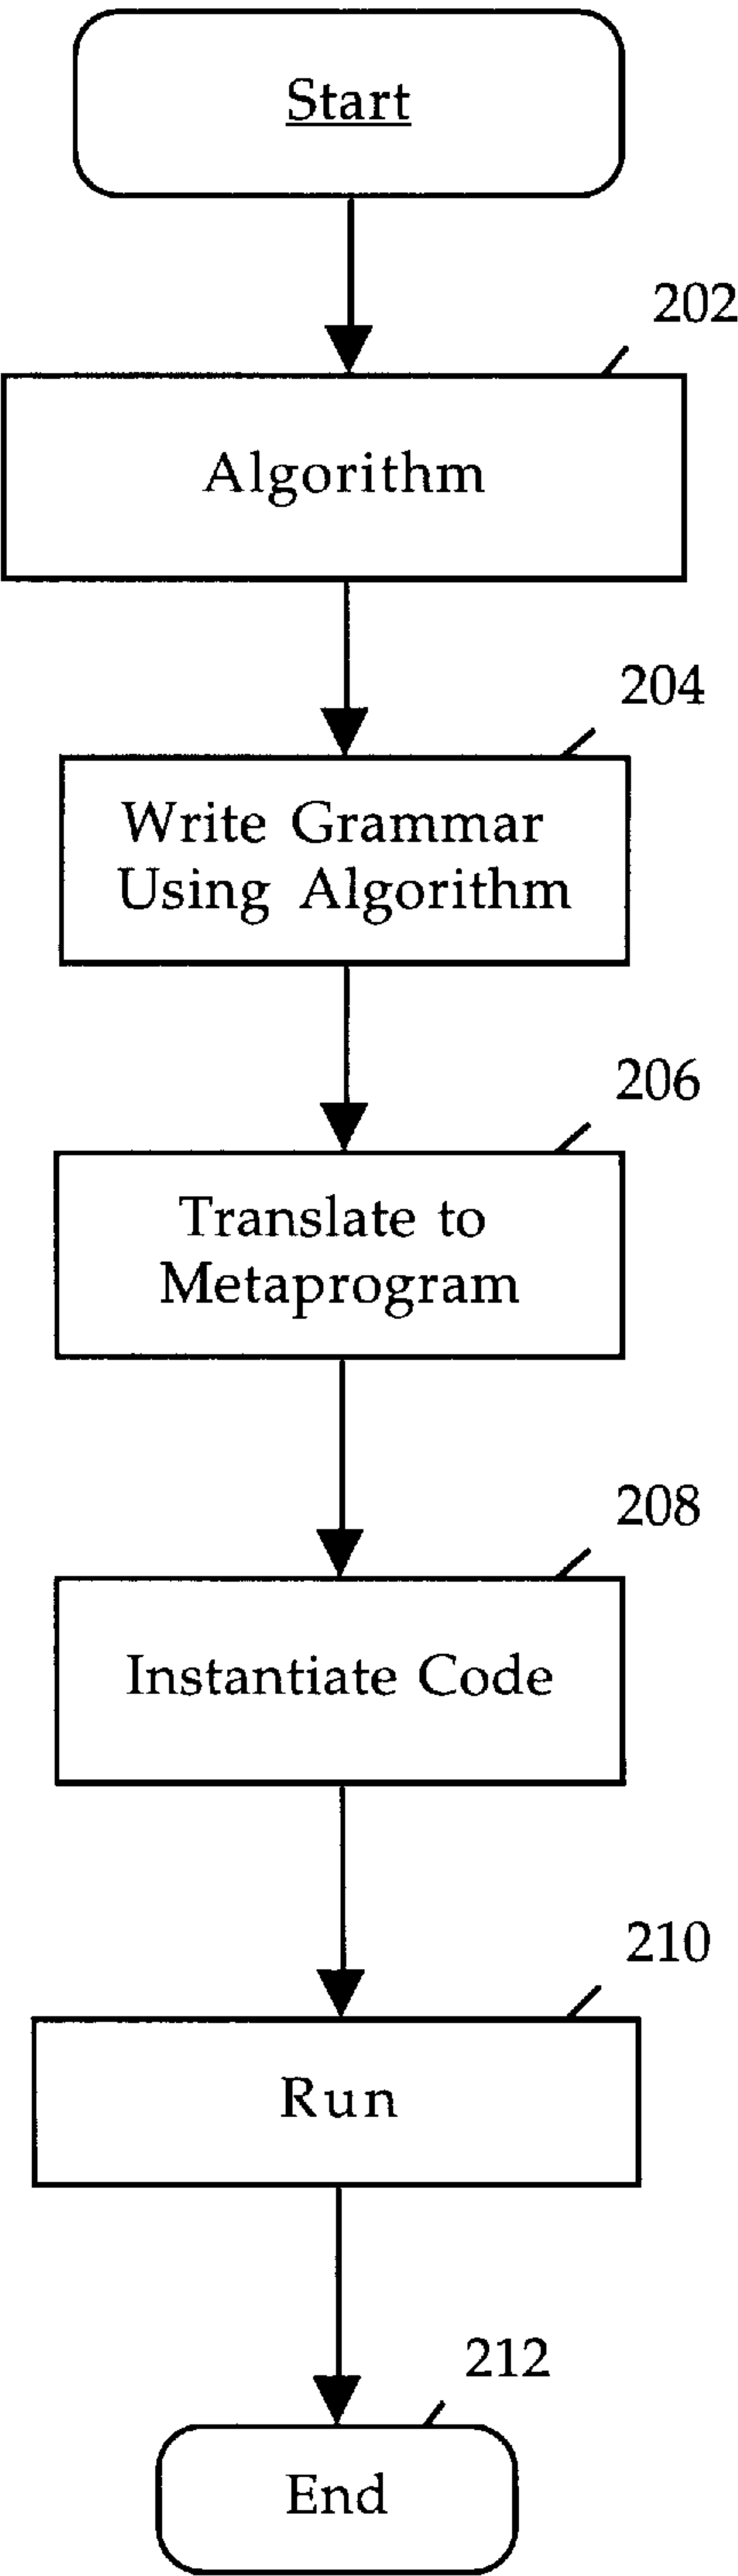 Start
202
Algorithm
204
Write Grammar
Using Algorithm
206
Translate to
Metaprogram
208
Instantiate Code
210
Run
212
End